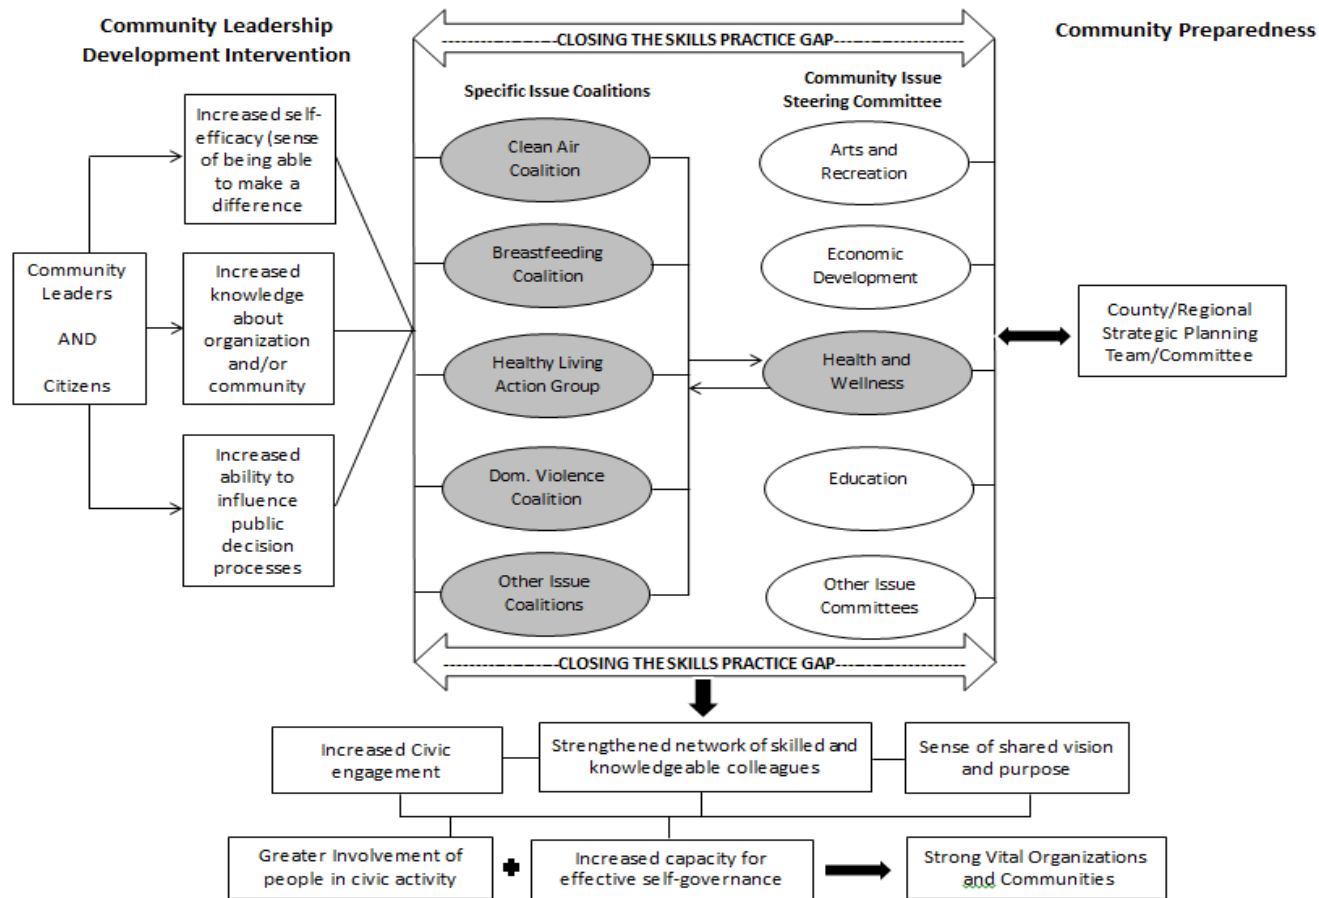 Community Leadership
Development Intervention
-----------------CLOSING THE SKILLS PRACTICE GAP-----------------
Community Preparedness
Specific Issue Coalitions
Community Issue
Steering Committee
Increased self-
efficacy (sense
of being able
to make a
difference
Clean Air
Coalition
Arts and
Recreation
Community
Leaders
AND
Citizens
Increased
knowledge
about
organization
and/or
community
Breastfeeding
Coalition
Economic
Development
County/Regional
Strategic Planning
Team/Committee
Healthy Living
Action Group
Health and
Wellness
Increased
ability to
influence
public
decision
processes
Dom. Violence
Coalition
Education
Other Issue
Coalitions
Other Issue
Committees
-----------------CLOSING THE SKILLS PRACTICE GAP-----------------
Increased Civic
engagement
Strengthened network of skilled and
knowledgeable colleagues
Sense of shared vision
and purpose
Greater Involvement of
people in civic activity
Increased capacity for
effective self-governance
Strong Vital Organizations
and Communities